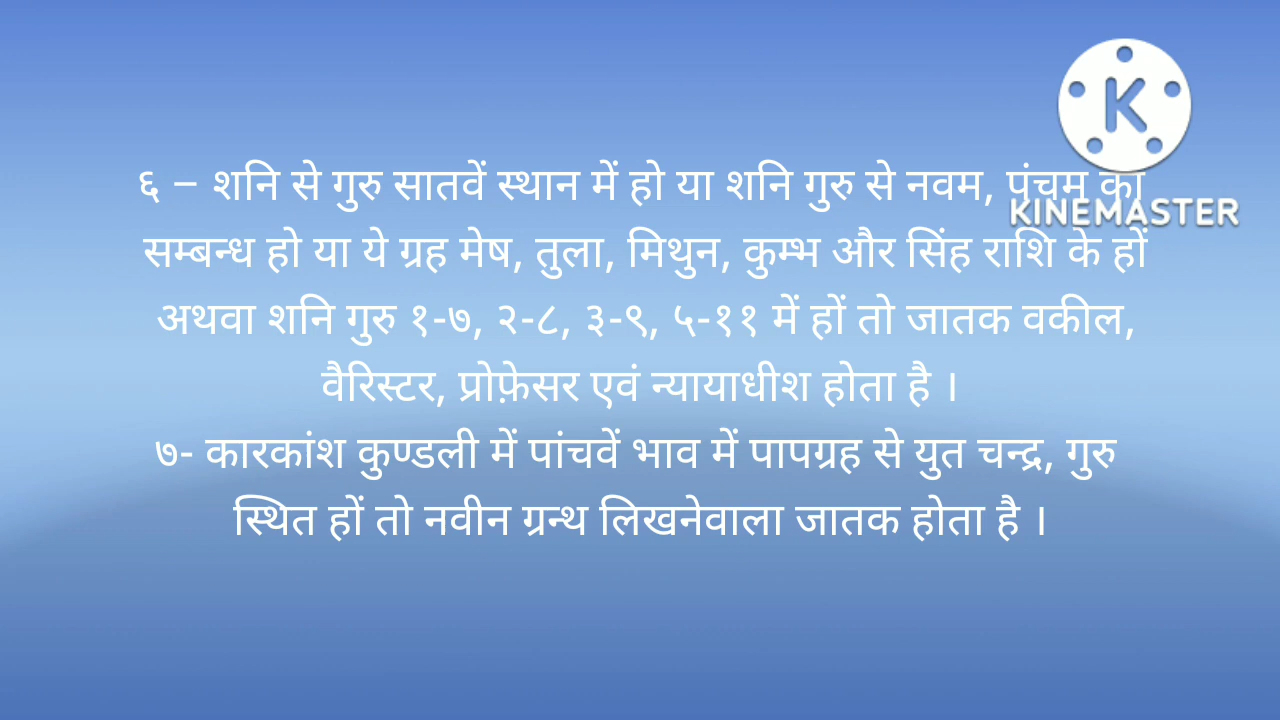 ६ – शनि से गुरु सातवें स्थान में हो या शनि गुरु से नवम, पंचम का
सम्बन्ध हो या ये ग्रह मेष, तुला, मिथुन, कुम्भ और सिंह राशि के हों
अथवा शनि गुरु १-७, २-८, ३-९, ५-११ में हों तो जातक वकील,
वैरिस्टर, प्रोफ़ेसर एवं न्यायाधीश होता है ।
७- कारकांश कुण्डली में पांचवें भाव में पापग्रह से युत चन्द्र, गुरु
स्थित हों तो नवीन ग्रन्थ लिखनेवाला जातक होता है ।
K
KINEMASTER